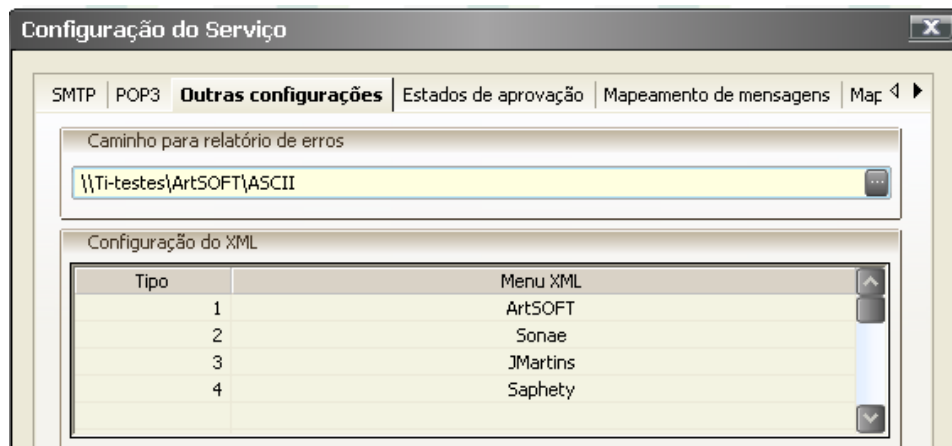 Configuração do Serviço
SMTP POP3 Outras configurações Estados de aprovação Mapeamento de mensagens Map
Caminho para relatório de erros
\\Ti-testes\ArtSOFT\ASCII
Configuração do XML
Tipo Menu XML
1 ArtSOFT
2 Sonae
3 JMartins
4 Saphety